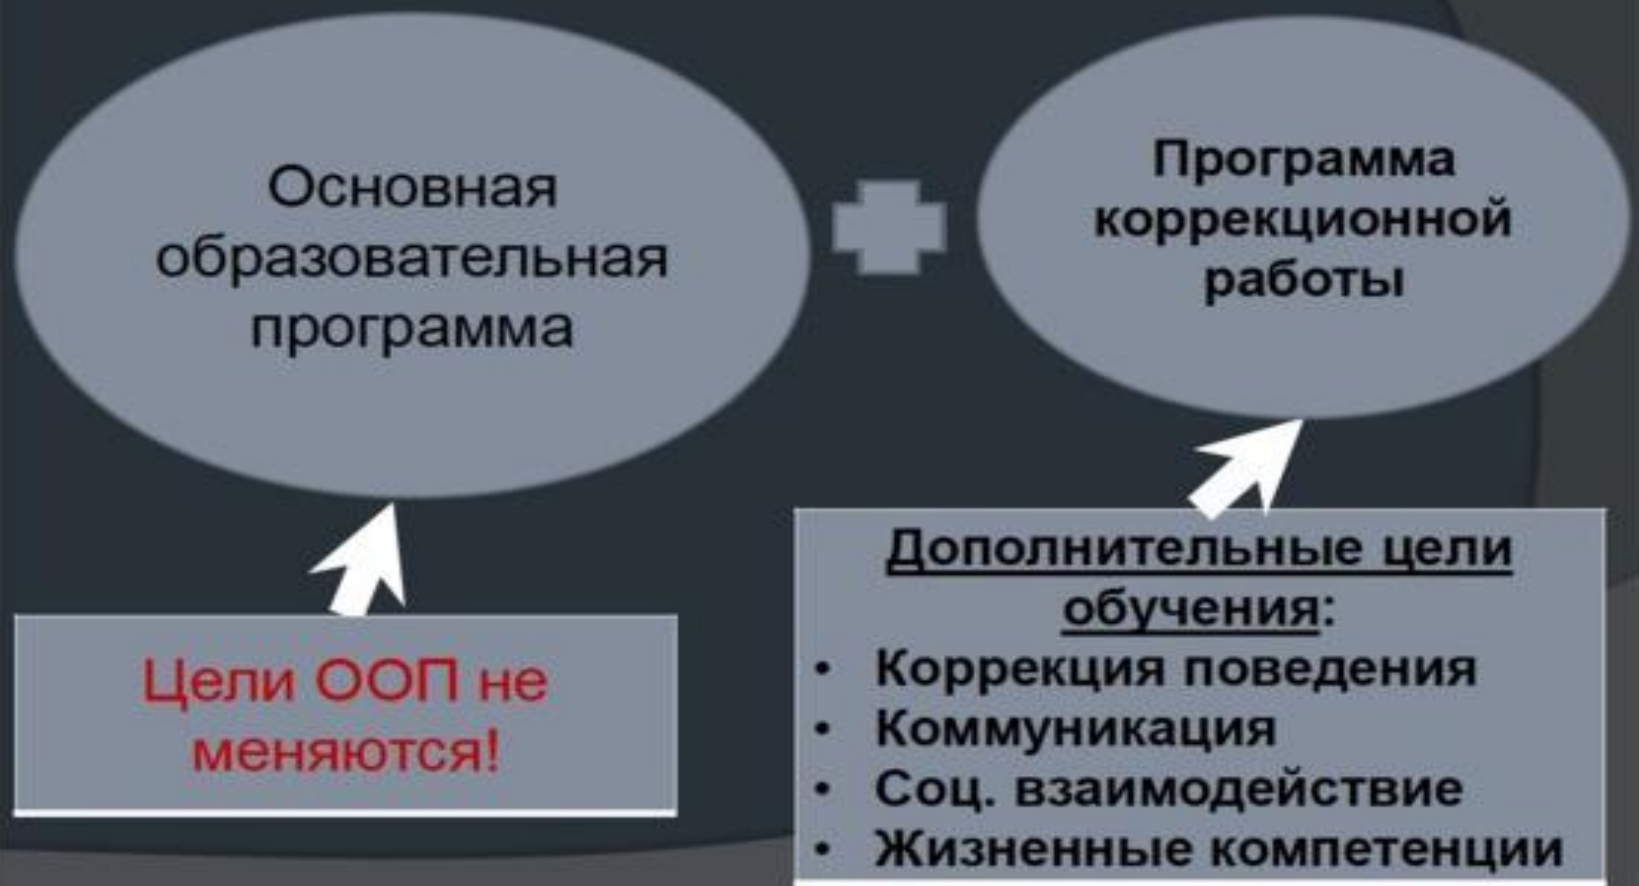 Основная
образовательная
программа
Программа
коррекционной
работы
Цели ООП не
меняются!
Дополнительные цели
обучения:
• Коррекция поведения
• Коммуникация
• Соц. взаимодействие
• Жизненные компетенции